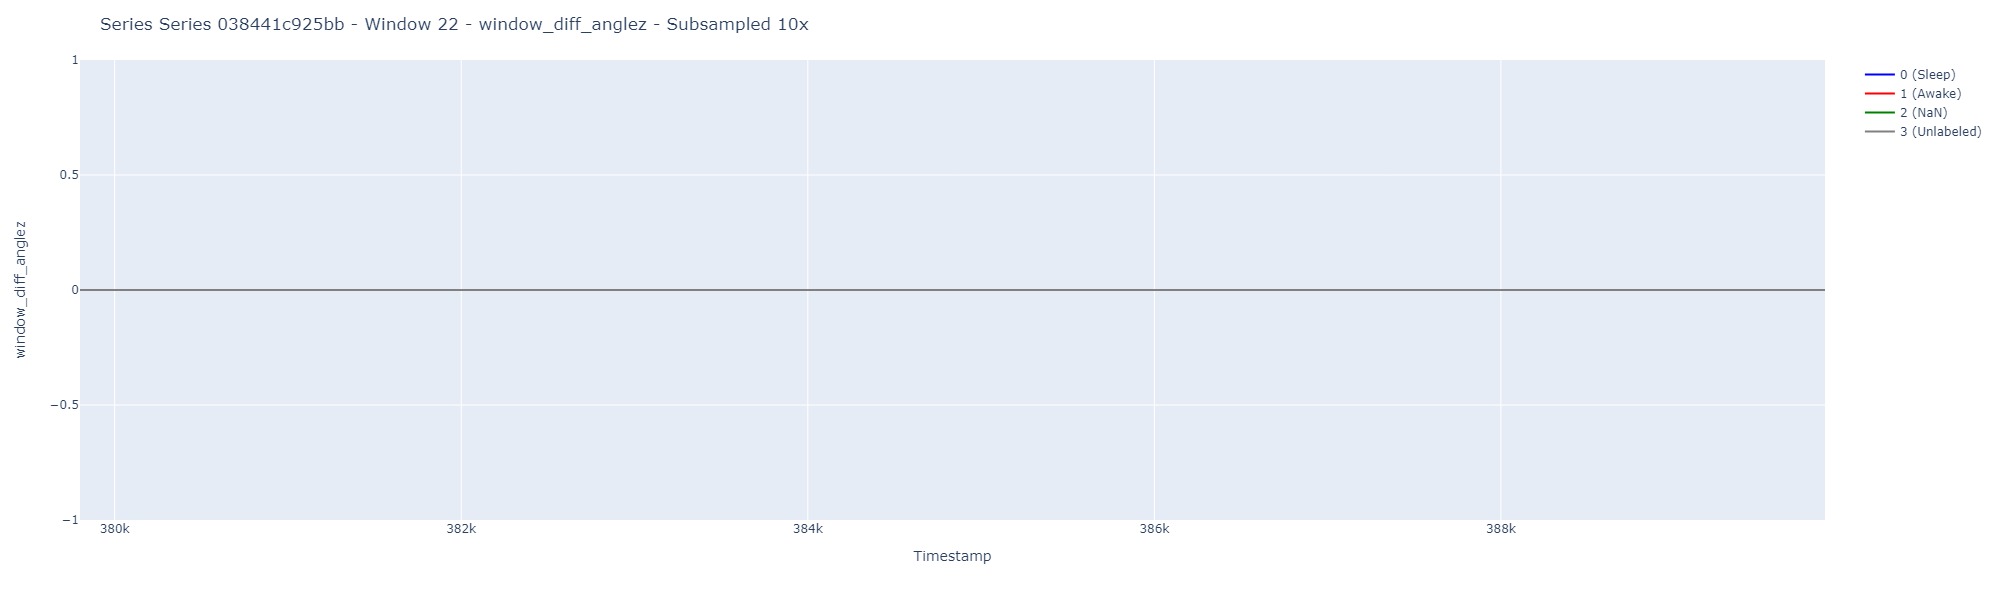 Series Series 038441c925bb - Window 22 - window_diff_anglez - Subsampled 10x
1
0.5
0
−0.5
−1
window_diff_anglez
380k
382k
384k
386k
388k
Timestamp
0 (Sleep)
1 (Awake)
2 (NaN)
3 (Unlabeled)